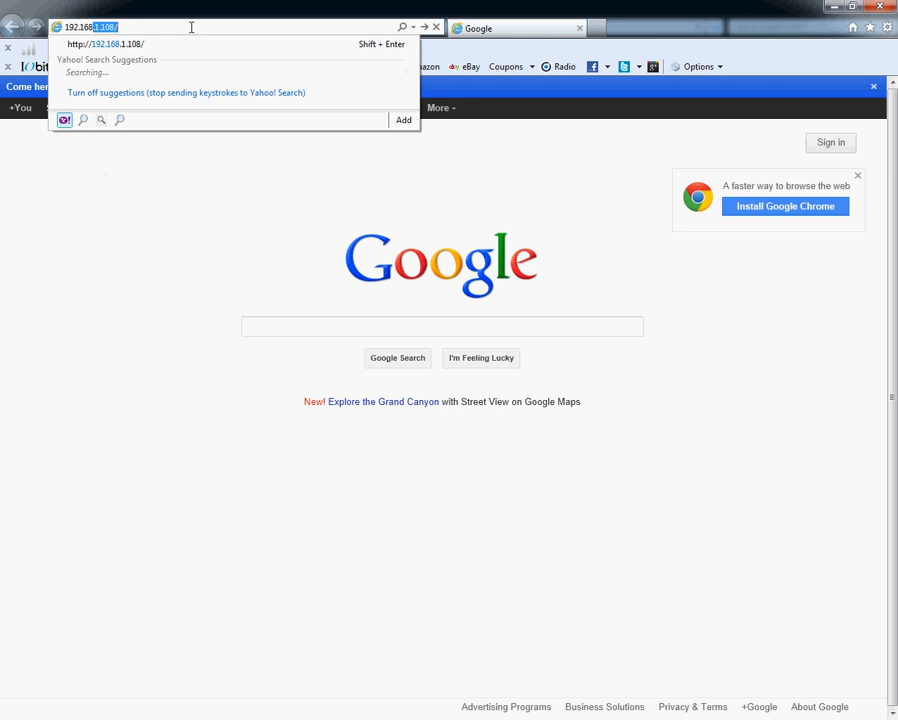 192.168.1.108/
Google
http://192.168.1.108/ Shift + Enter
Yahoo! Search Suggestions
Searching...
Turn off suggestions (stop sending keystrokes to Yahoo! Search)
Add
eBay Coupons Radio Options
Come
+You More
Sign in
A faster way to browse the web
Install Google Chrome
Google
Google Search I'm Feeling Lucky
New! Explore the Grand Canyon with Street View on Google Maps
Advertising Programs Business Solutions Privacy & Terms +Google About Google